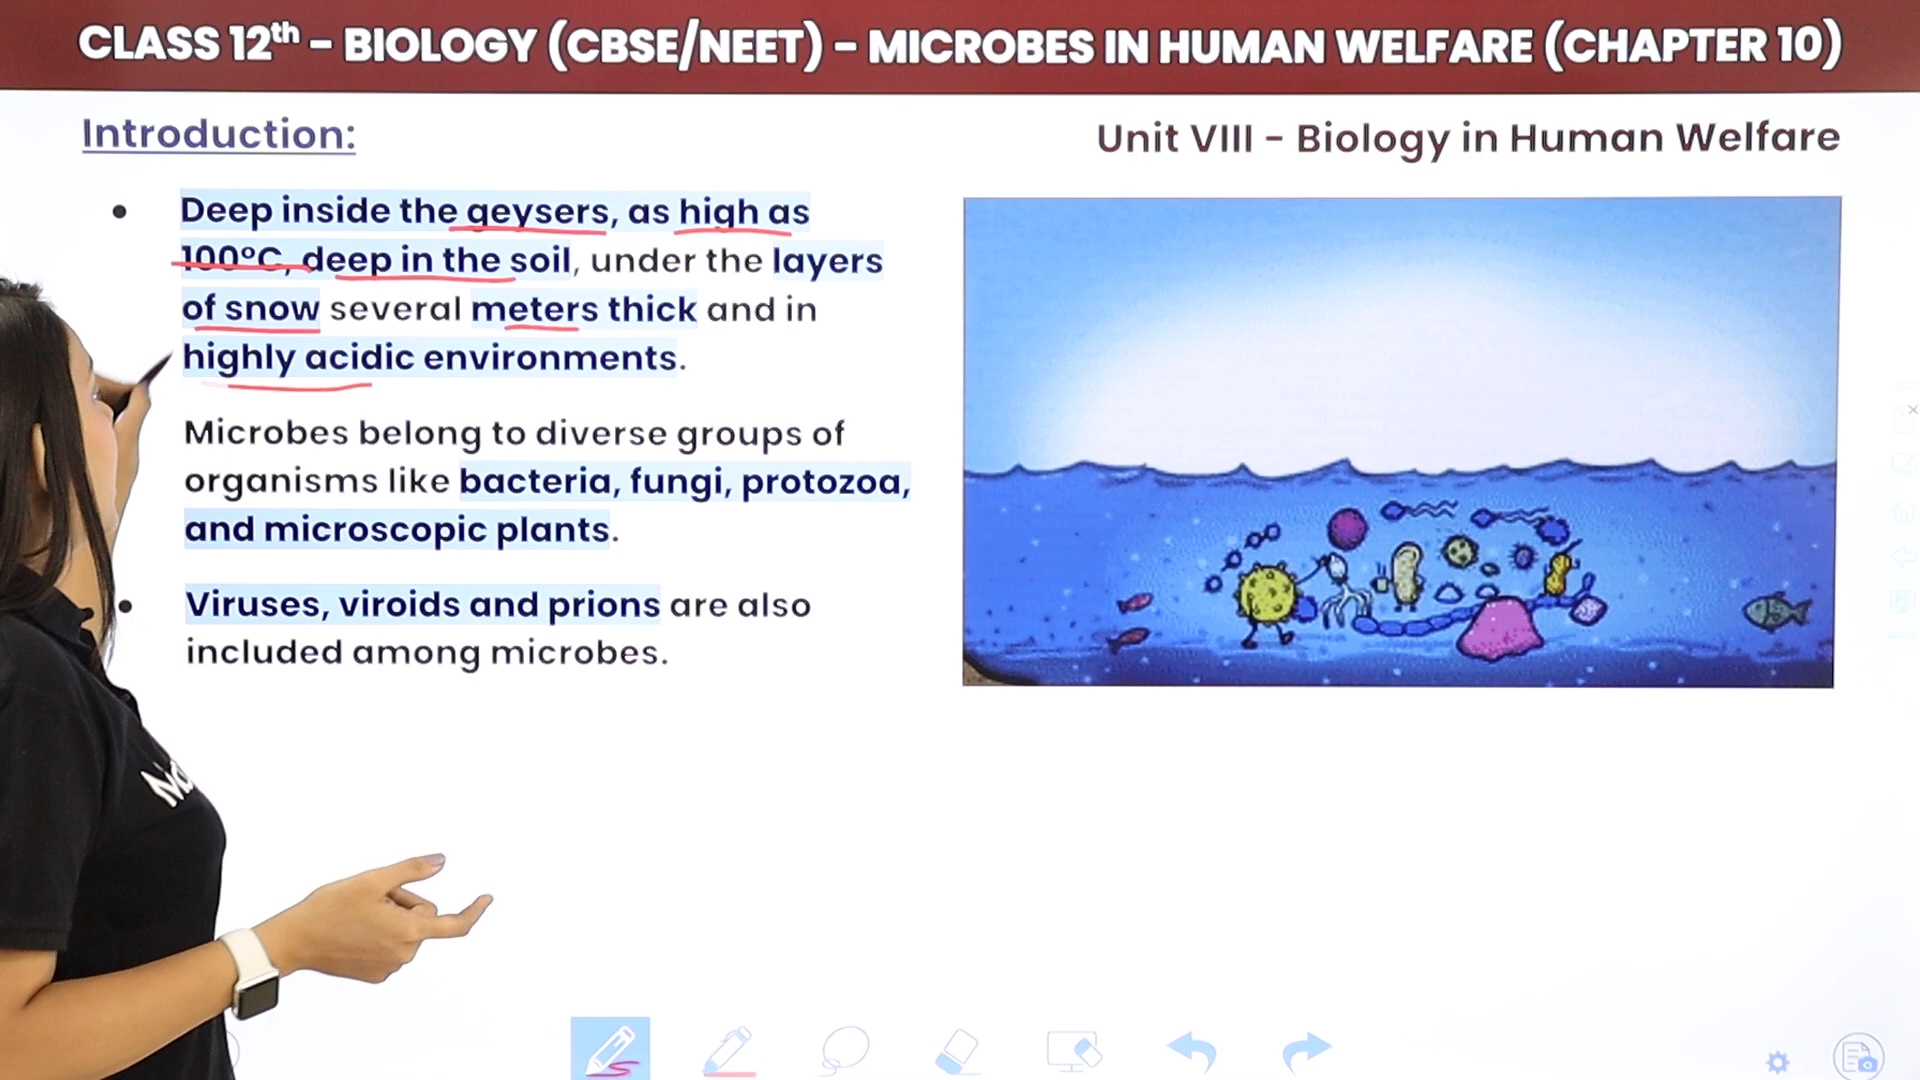 CLASS 12th - BIOLOGY (CBSE/NEET) - MICROBES IN HUMAN WELFARE (CHAPTER 10)
Introduction:
Unit VIII - Biology in Human Welfare
• Deep inside the geysers, as high as
100°C, deep in the soil, under the layers
of snow several meters thick and in
highly acidic environments.
Microbes belong to diverse groups of
organisms like bacteria, fungi, protozoa,
and microscopic plants.
• Viruses, viroids and prions are also
included among microbes.